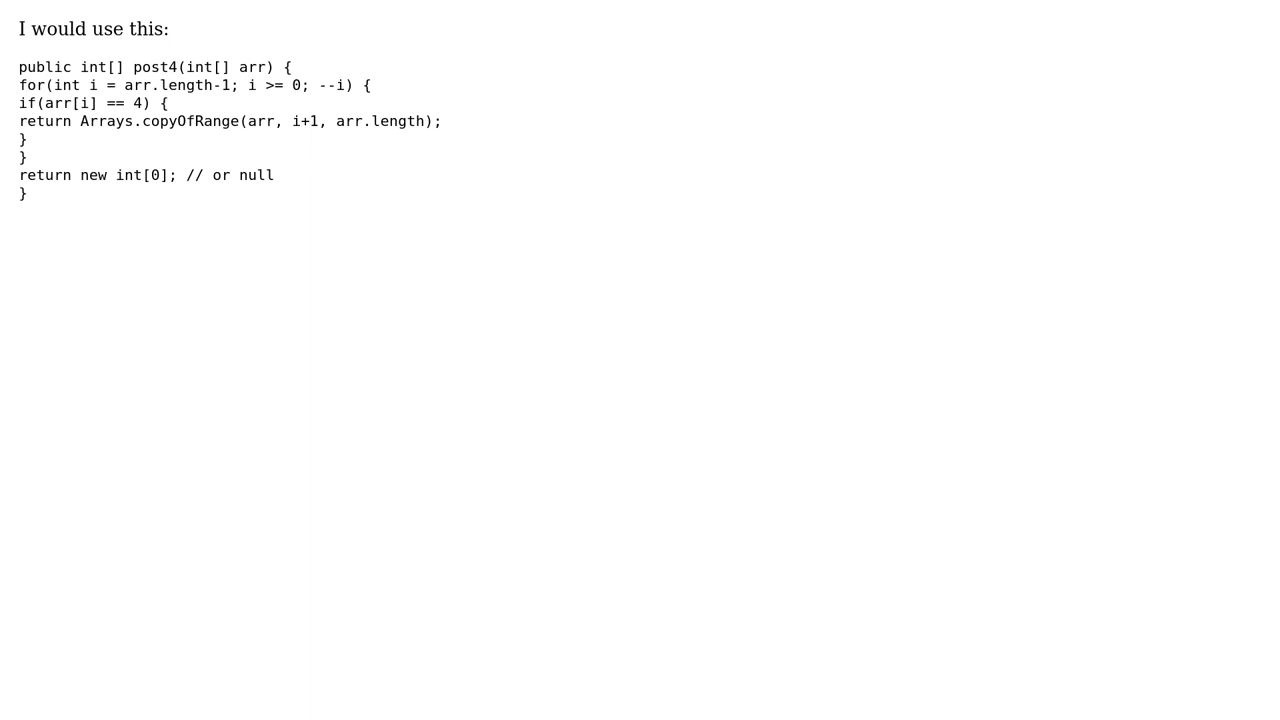 I would use this:
public int[] post4(int[] arr) {
for(int i = arr.length-1; i >= 0; --i) {
if(arr[i] == 4) {
return Arrays.copyOfRange(arr, i+1, arr.length);
}
}
return new int[0]; // or null
}